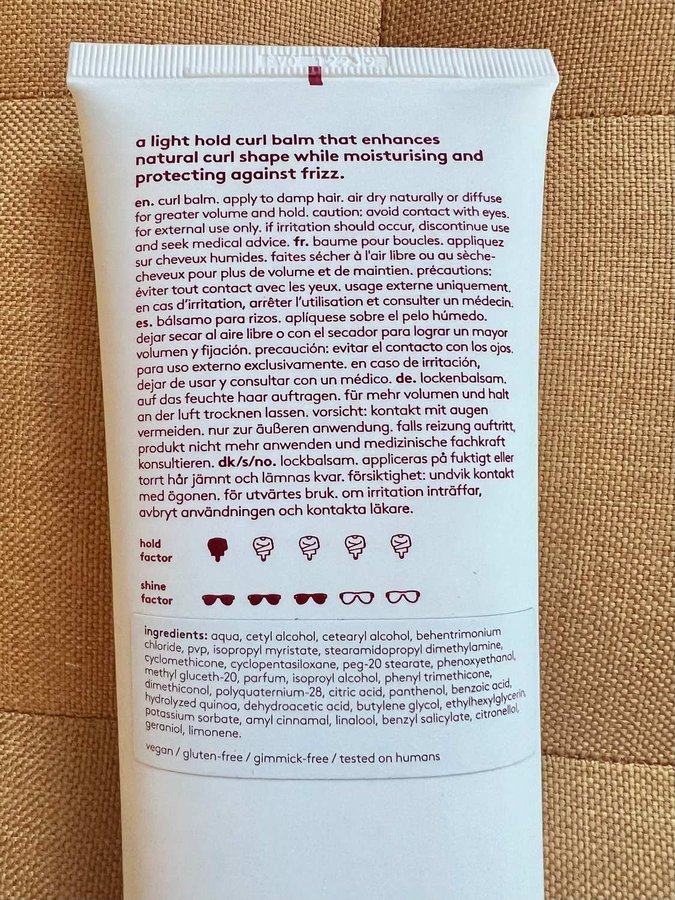 a light hold curl balm that enhances
natural curl shape while moisturising and
protecting against frizz.
en. curl balm. apply to damp hair. air dry naturally or diffuse
for greater volume and hold. caution: avoid contact with eyes.
for external use only. if irritation should occur, discontinue use
and seek medical advice. fr. baume pour boucles. appliquez
sur cheveux humides. faites sécher à l'air libre ou au sèche-
cheveux pour plus de volume et de maintien. précautions:
éviter tout contact avec les yeux. usage externe uniquement.
en cas d'irritation, arrêter l'utisation et consulter un médecin.
es. bálsamo para rizos. aplíquese sobre el pelo húmedo.
dejar secar al aire libre o con el secador para lograr un mayor
volumen y fijación. precaución: evitar el contacto con los ojos.
para uso externo exclusivamente. en caso de irritación,
dejar de usar y consultar con un médico. de. lockenbalsam.
auf das feuchte haar auftragen. für mehr volumen und halt
an der luft trocknen lassen. vorsicht: kontakt mit augen
vermeiden. nur zur äußeren anwendung. falls reizung auftritt,
produkt nicht mehr anwenden und medizinische fachkraft
konsultieren. dk/s/no. lockbalsam. appliceras på fuktigt eller
torrt hår jämnt och lämnas kvar. försiktighet: undvik kontakt
med ögonen. för utvärtes bruk. om irritation inträffar,
avbryt användningen och kontakta läkare.
hold
factor
shine
factor
ingredients: aqua, cetyl alcohol, cetearyl alcohol, behentrimonium
chloride, pvp, isopropyl myristate, stearamidopropyl dimethylamine,
cyclomethicone, cyclopentasiloxane, peg-20 stearate, phenoxyethanol,
methyl gluceth-20, parfum, isoproyl alcohol, phenyl trimethicone,
dimethiconol, polyquaternium-28, citric acid, panthenol, benzoic acid,
hydrolyzed quinoa, dehydroacetic acid, butylene glycol, ethylhexylglycerin,
potassium sorbate, amyl cinnamal, linalool, benzyl salicylate, citronellol,
geraniol, limonene.
vegan / gluten-free / gimmick-free / tested on humans